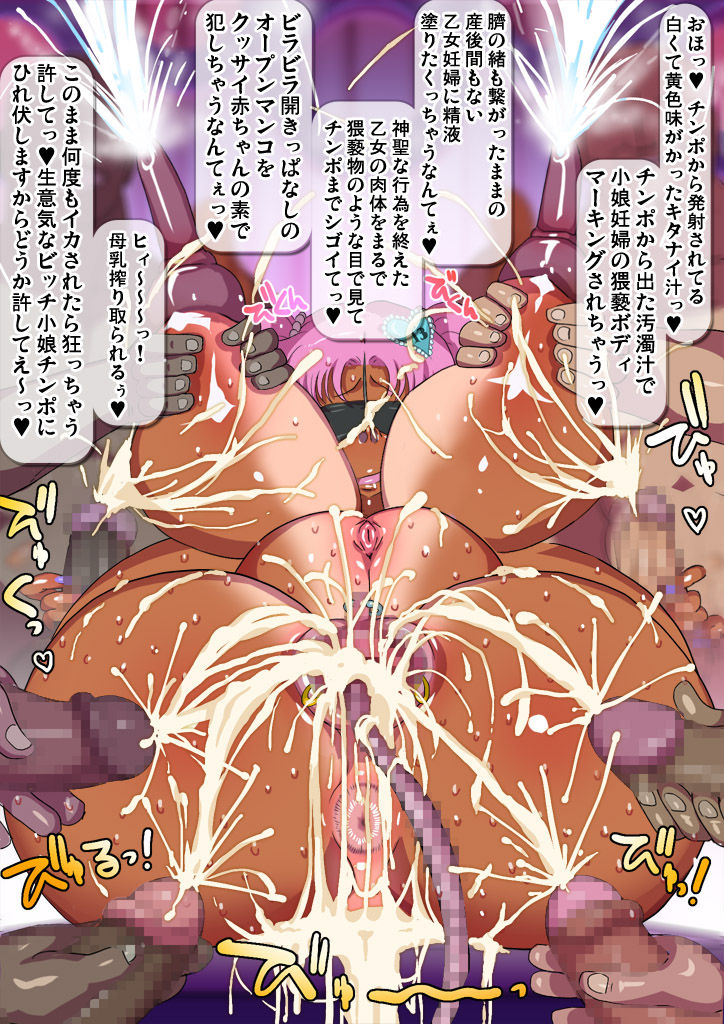 おほっ♥チンポから発射されてる
白くて黄色味がかったキタナイ汁っ♥
チンポから出た汚濁汁で
小娘妊婦の猥褻ボディ
マーキングされちゃうっ♥
臍の緒も繋がったままの
産後間もない
乙女妊婦に精液
塗りたくっちゃうなんてぇ♥
神聖な行為を終えた
乙女の肉体をまるで
猥褻物のような目で見て
チンポまでシゴイてっ♥
ビラビラ開きっぱなしの
オープンマンコを
クッサイ赤ちゃんの素で
犯しちゃうなんてぇっ♥
ヒィ～～～っ！
母乳搾り取られるぅ♥
このまま何度もイカされたら狂っちゃう
許してっ♥生意気なビッチ小娘チンポに
ひれ伏しますからどうか許してえ～っ♥
びくん
びくん
びゅっ
♡
びゅくっ
♡
びゅるっ！
びゅっ！
びゅ～～っ